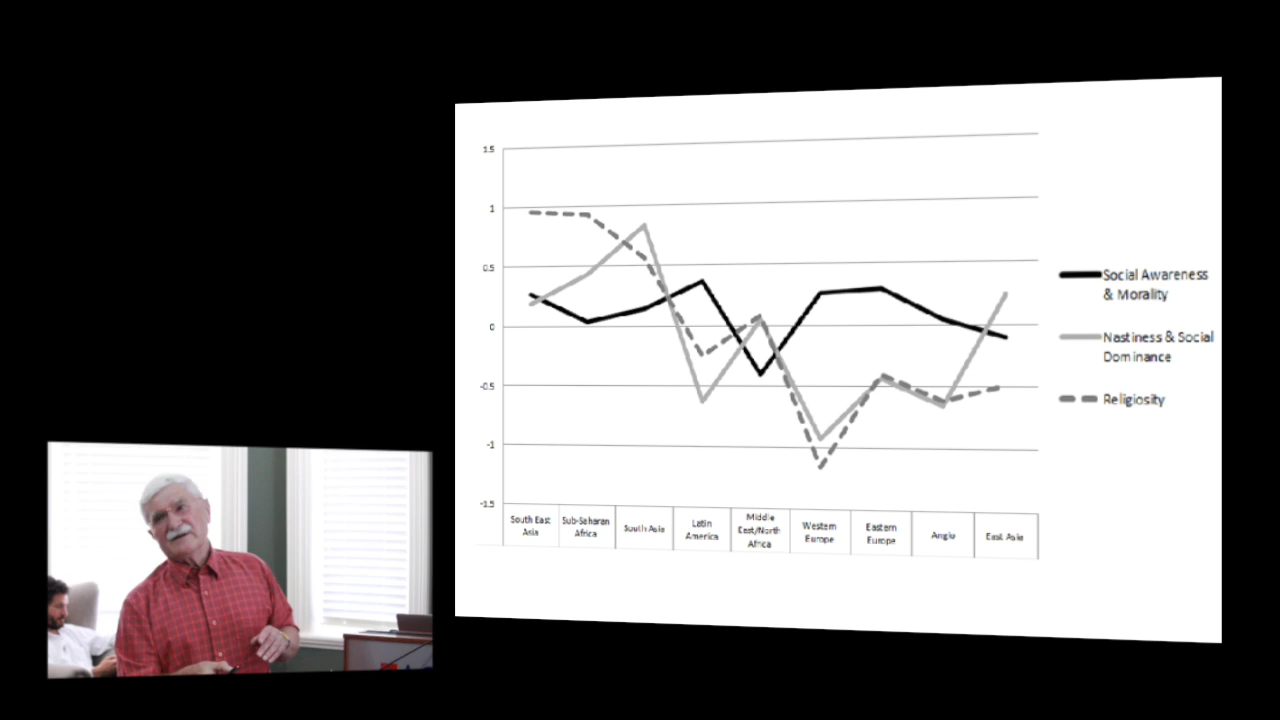 1.5
1
0.5
0
-0.5
-1
-1.5
South East
Asia
Sub-Saharan
Africa
South Asia
Latin
America
Middle
East/North
Africa
Western
Europe
Eastern
Europe
Anglo
East Asia
Social Awareness
& Morality
Nastiness & Social
Dominance
Religiosity